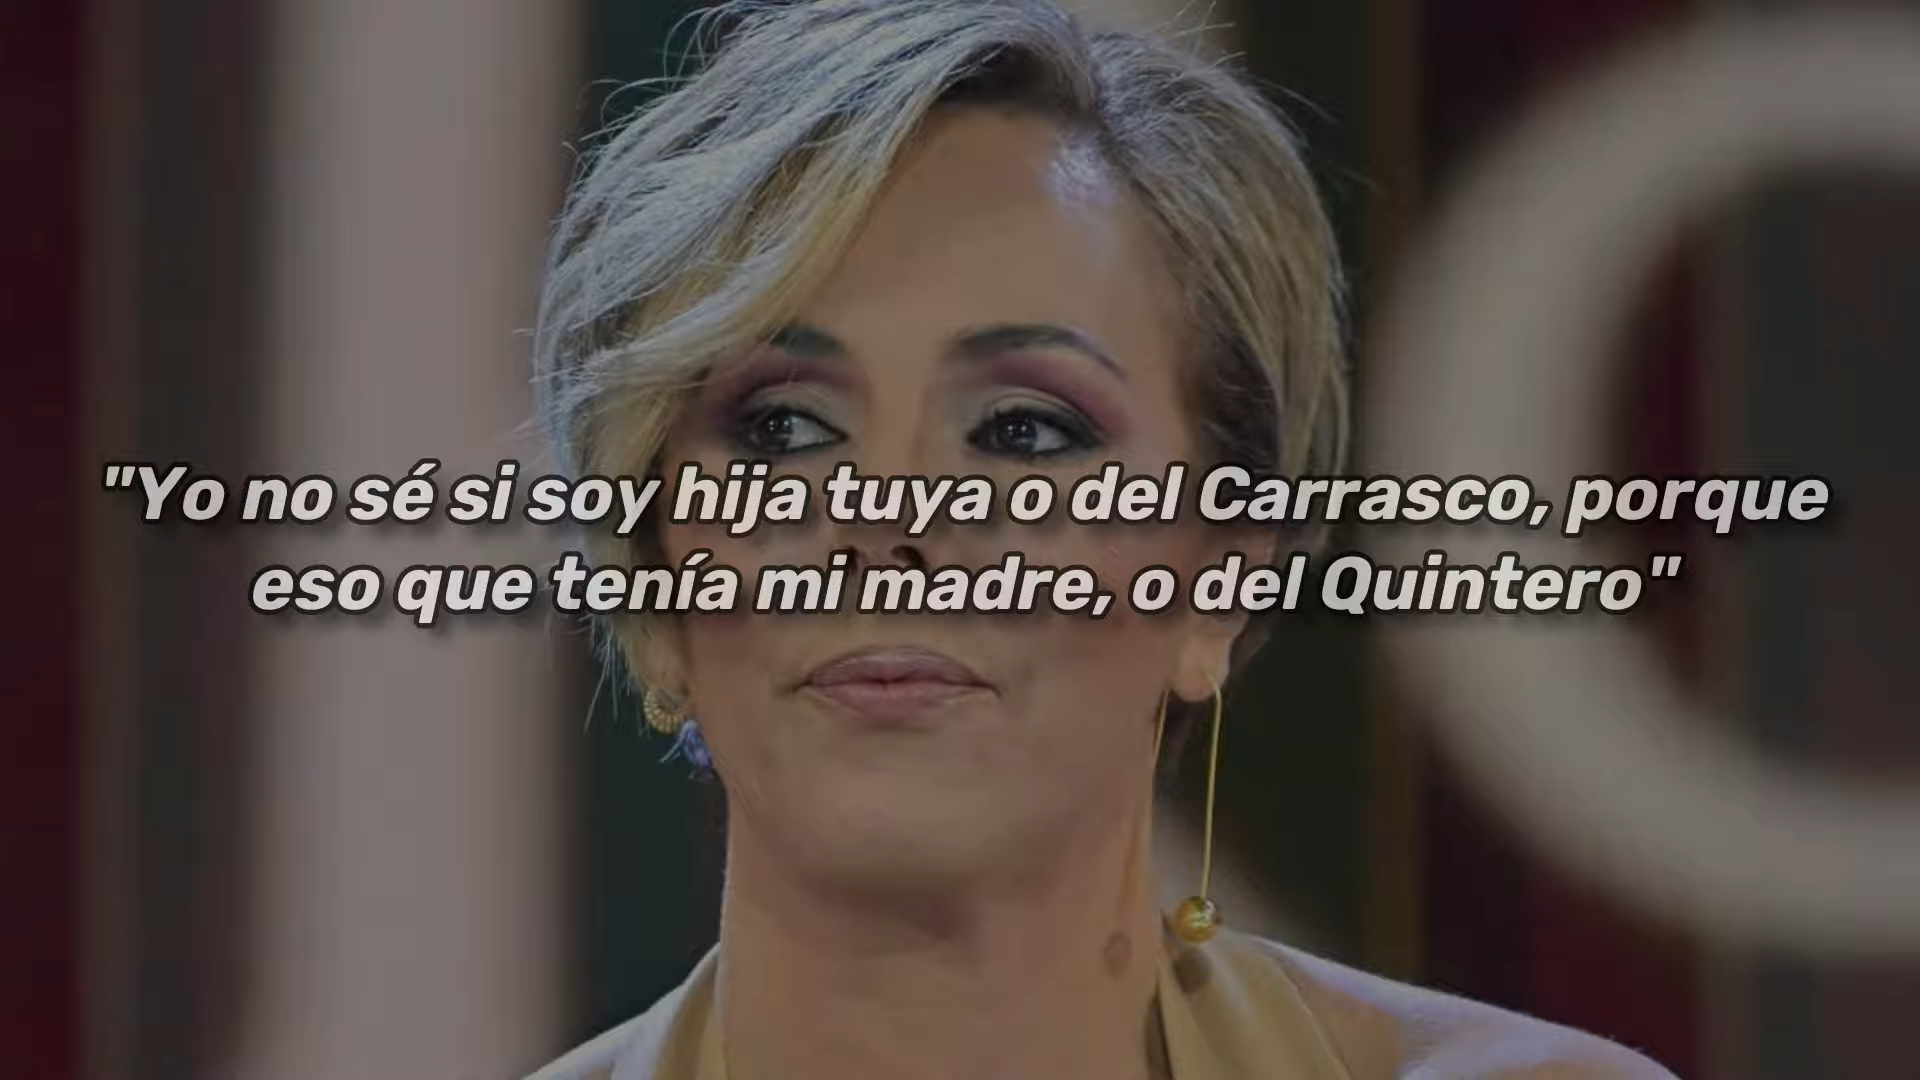 "Yo no sé si soy hija tuya o del Carrasco, porque
eso que tenía mi madre, o del Quintero"